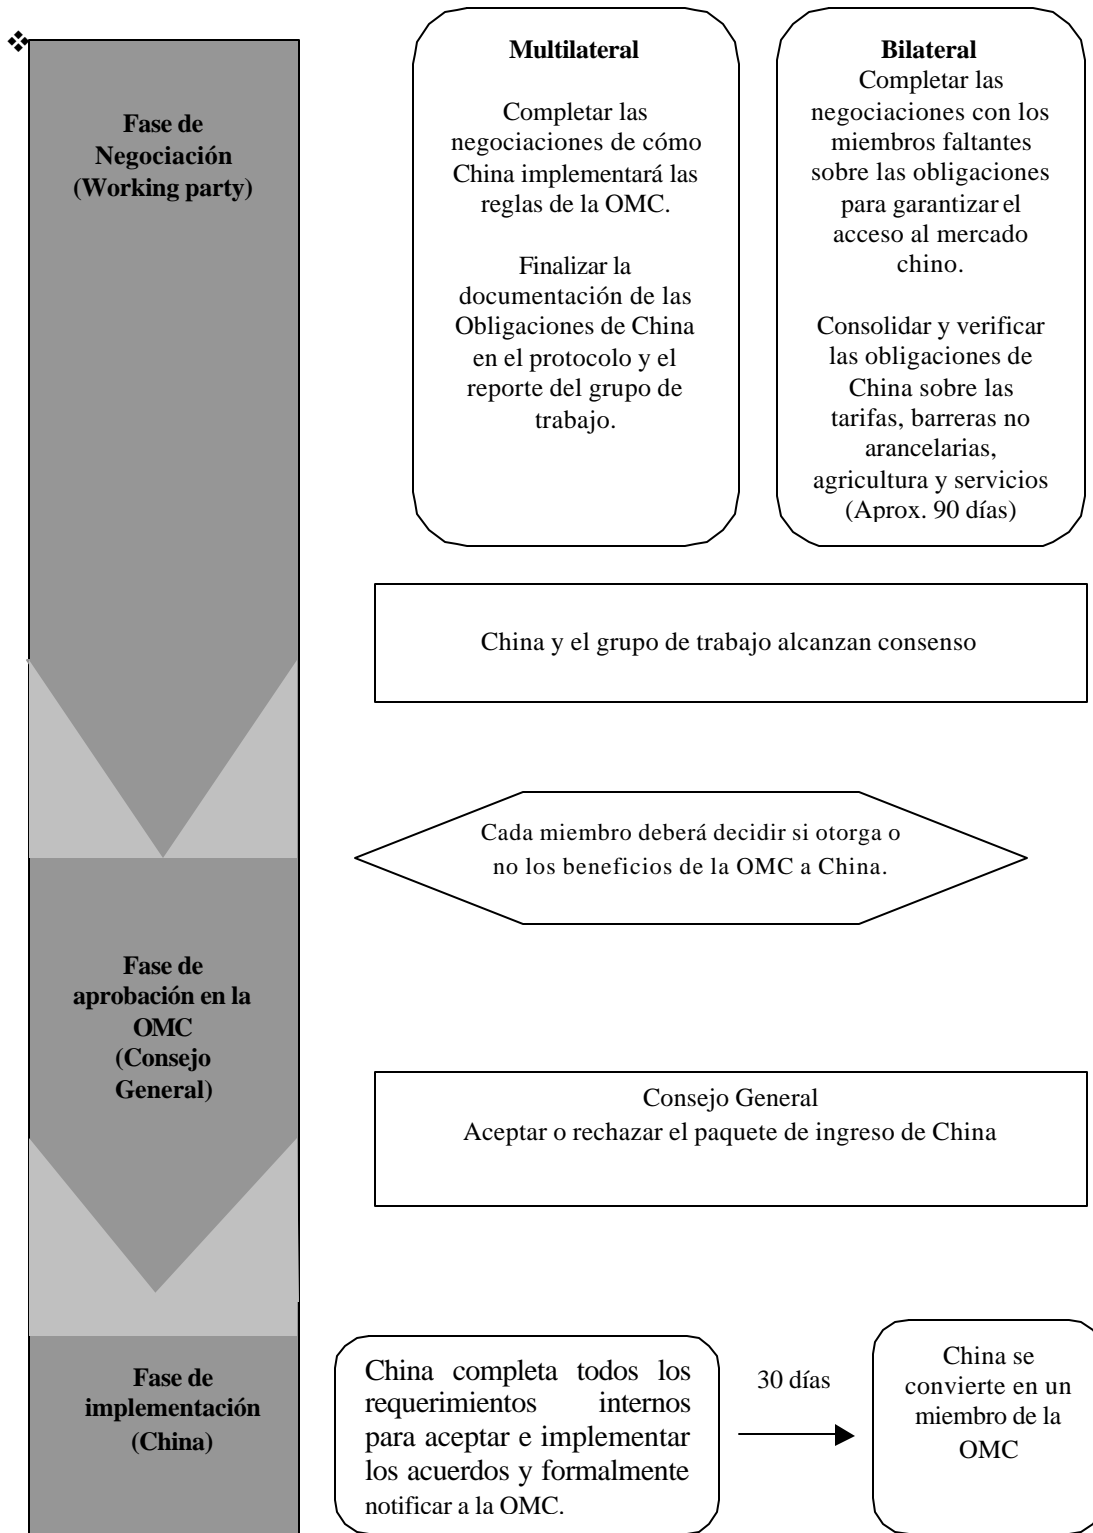 ❖
Fase de
Negociación
(Working party)
Multilateral
Completar las
negociaciones de cómo
China implementará las
reglas de la OMC.
Finalizar la
documentación de las
Obligaciones de China
en el protocolo y el
reporte del grupo de
trabajo.
Bilateral
Completar las
negociaciones con los
miembros faltantes
sobre las obligaciones
para garantizar el
acceso al mercado
chino.
Consolidar y verificar
las obligaciones de
China sobre las
tarifas, barreras no
arancelarias,
agricultura y servicios
(Aprox. 90 días)
China y el grupo de trabajo alcanzan consenso
Cada miembro deberá decidir si otorga o
no los beneficios de la OMC a China.
Fase de
aprobación en la
OMC
(Consejo
General)
Consejo General
Aceptar o rechazar el paquete de ingreso de China
Fase de
implementación
(China)
China completa todos los
requerimientos internos
para aceptar e implementar
los acuerdos y formalmente
notificar a la OMC.
30 días
China se
convierte en un
miembro de la
OMC